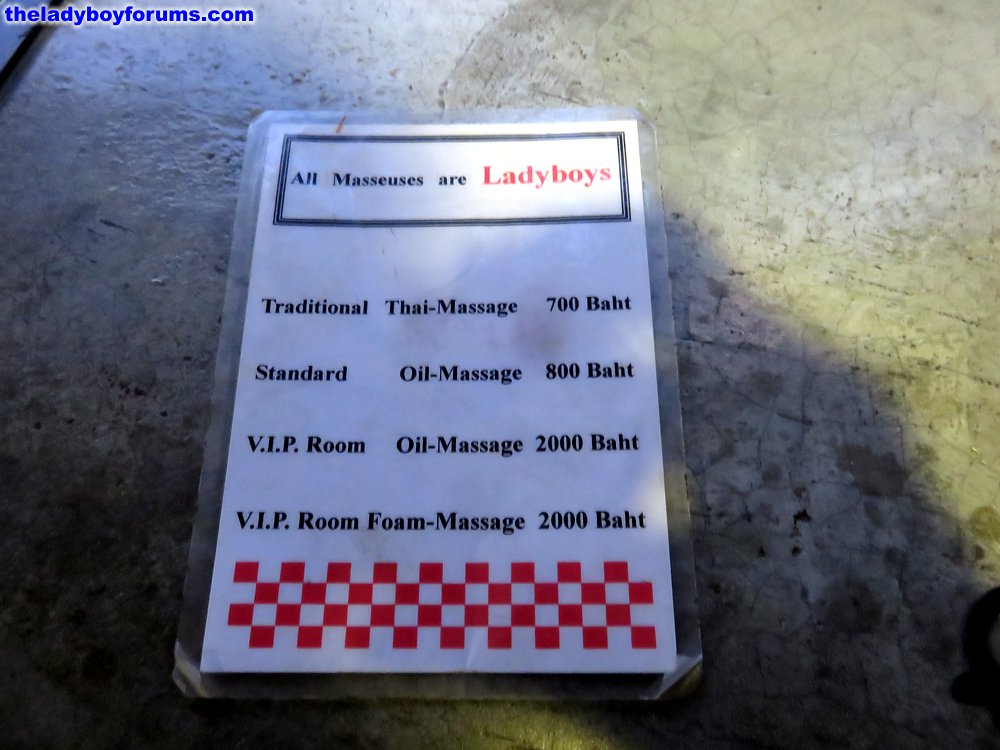 theladyboyforums.com
All Masseuses are Ladyboys
Traditional Thai-Massage 700 Baht
Standard Oil-Massage 800 Baht
V.I.P. Room Oil-Massage 2000 Baht
V.I.P. Room Foam-Massage 2000 Baht